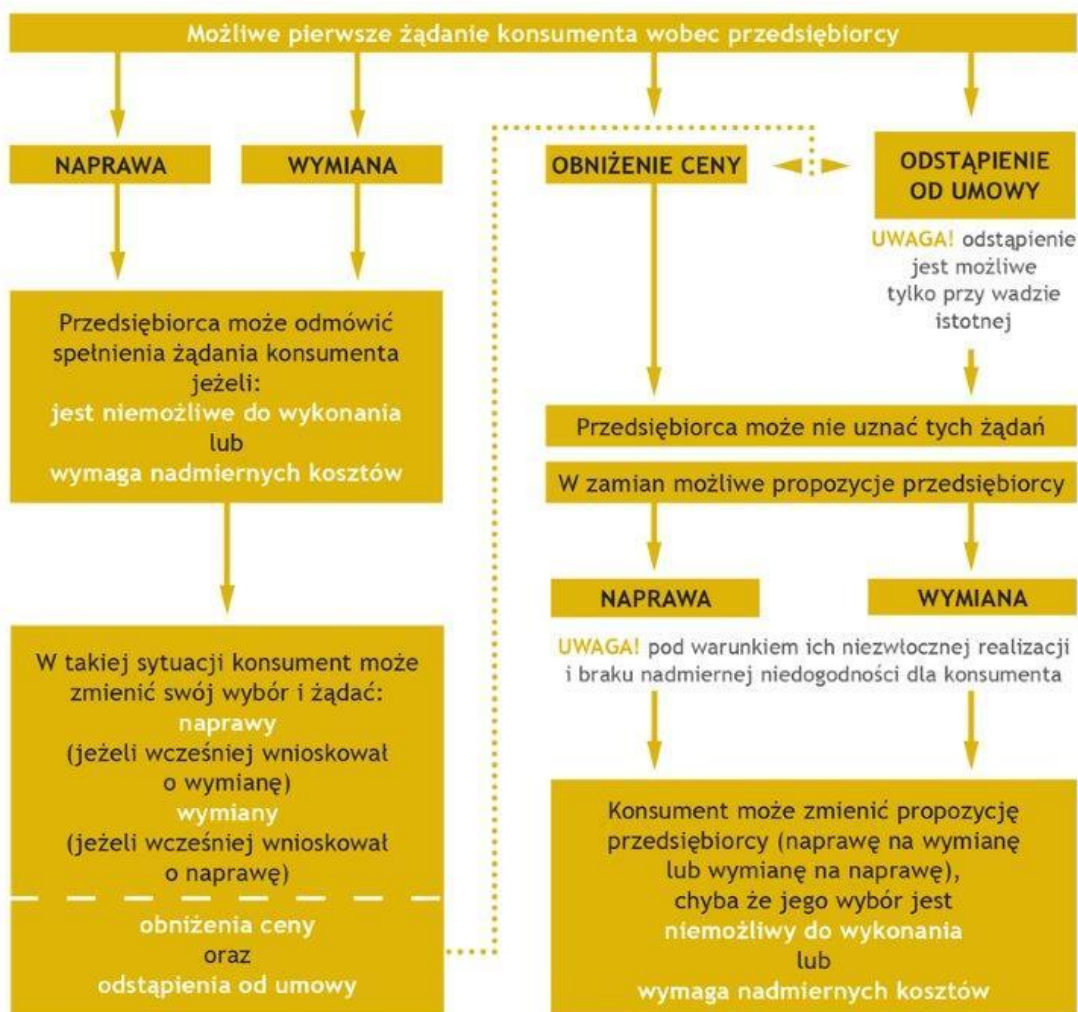 Możliwe pierwsze żądanie konsumenta wobec przedsiębiorcy
NAPRAWA
WYMIANA
Przedsiębiorca może odmówić
spełnienia żądania konsumenta
jeżeli:
jest niemożliwe do wykonania
lub
wymaga nadmiernych kosztów
W takiej sytuacji konsument może
zmienić swój wybór i żądać:
naprawy
(jeżeli wcześniej wnioskował
o wymianę)
wymiany
(jeżeli wcześniej wnioskował
o naprawę)
obniżenia ceny
oraz
odstąpienia od umowy
OBNIŻENIE CENY
ODSTĄPIENIE
OD UMOWY
UWAGA! odstąpienie
jest możliwe
tylko przy wadzie
istotnej
Przedsiębiorca może nie uznać tych żądań
W zamian możliwe propozycje przedsiębiorcy
NAPRAWA
WYMIANA
UWAGA! pod warunkiem ich niezwłocznej realizacji
i braku nadmiernej niedogodności dla konsumenta
Konsument może zmienić propozycję
przedsiębiorcy (naprawę na wymianę
lub wymianę na naprawę),
chyba że jego wybór jest
niemożliwy do wykonania
lub
wymaga nadmiernych kosztów